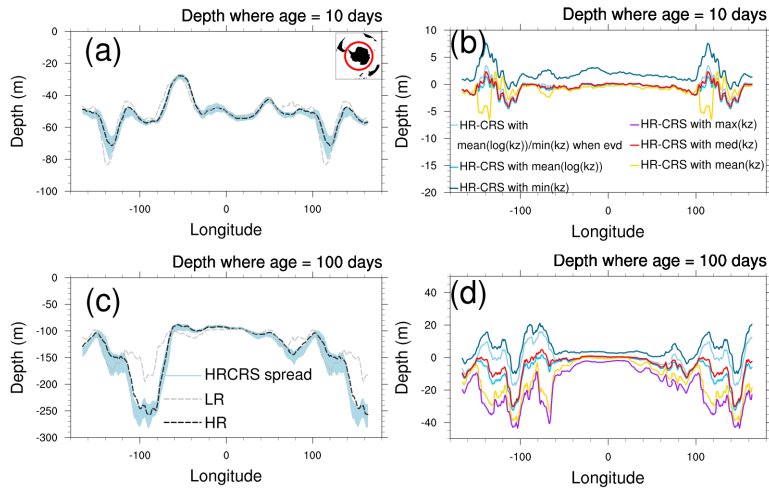 Depth where age = 10 days
(a)
0
-20
-40
-60
-80
-100
Depth (m)
-100
0
100
Longitude
Depth where age = 10 days
(b)
10
5
0
-5
-10
-15
-20
Depth (m)
HR-CRS with
mean(log(kz))/min(kz) when evd
HR-CRS with mean(log(kz))
HR-CRS with min(kz)
HR-CRS with max(kz)
HR-CRS with med(kz)
HR-CRS with mean(kz)
-100
0
100
Longitude
Depth where age = 100 days
(c)
0
-50
-100
-150
-200
-250
-300
Depth (m)
HRCRS spread
LR
HR
-100
0
100
Longitude
Depth where age = 100 days
(d)
40
20
0
-20
-40
Depth (m)
-100
0
100
Longitude